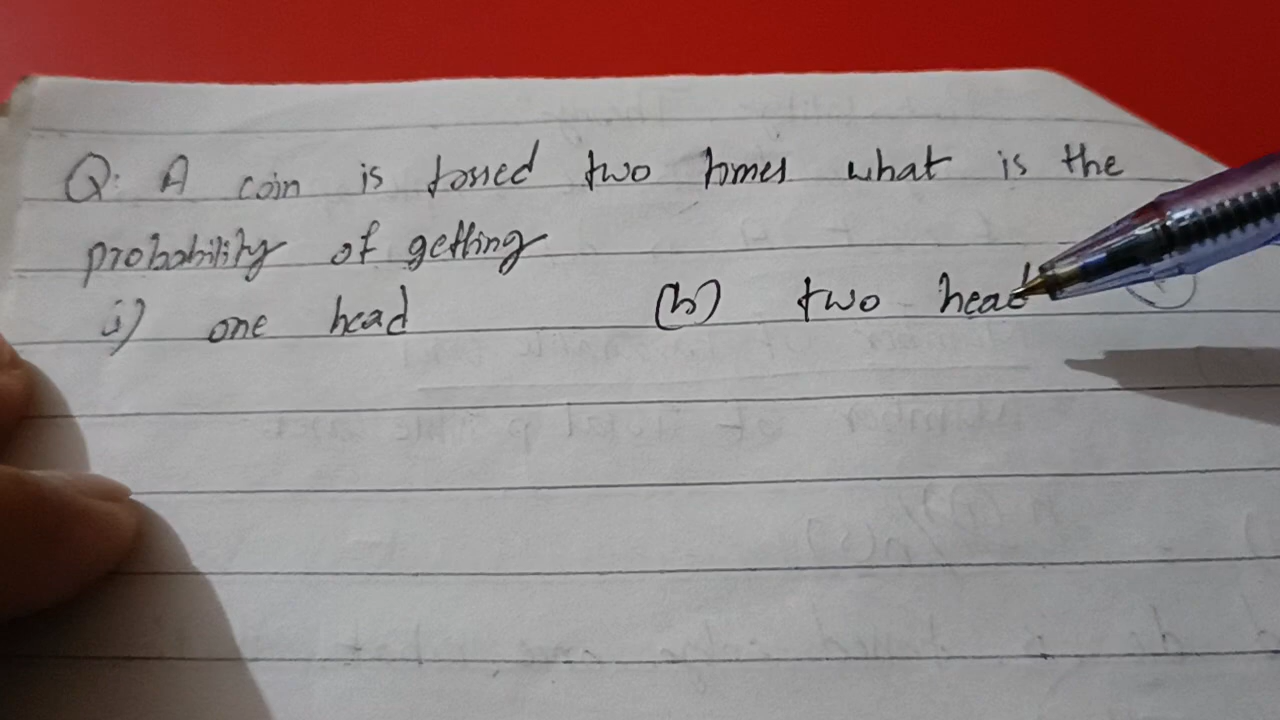 Q: A coin is tossed two times what is the
probability of getting
i) one head (b) two head